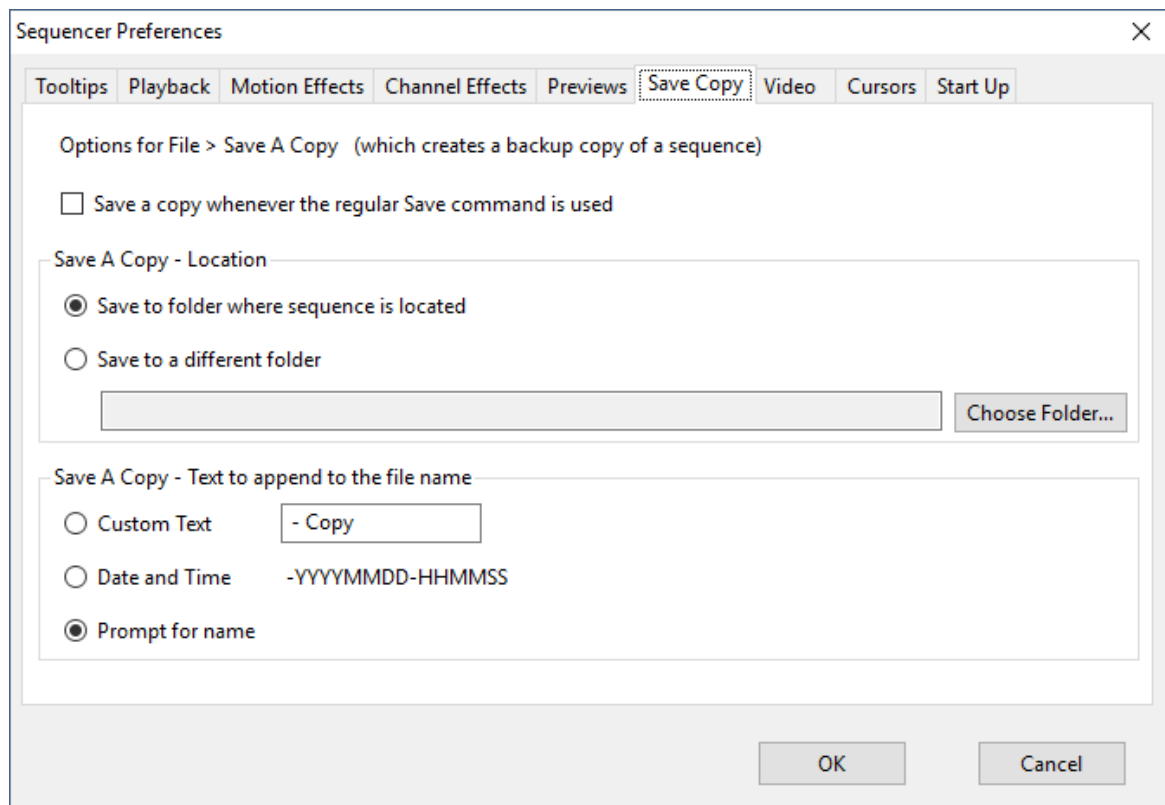 Sequencer Preferences
Tooltips Playback Motion Effects Channel Effects Previews Save Copy Video Cursors Start Up
Options for File > Save A Copy (which creates a backup copy of a sequence)
Save a copy whenever the regular Save command is used
Save A Copy - Location
Save to folder where sequence is located
Save to a different folder
Choose Folder...
Save A Copy - Text to append to the file name
Custom Text - Copy
Date and Time -YYYYMMDD-HHMMSS
Prompt for name
OK Cancel